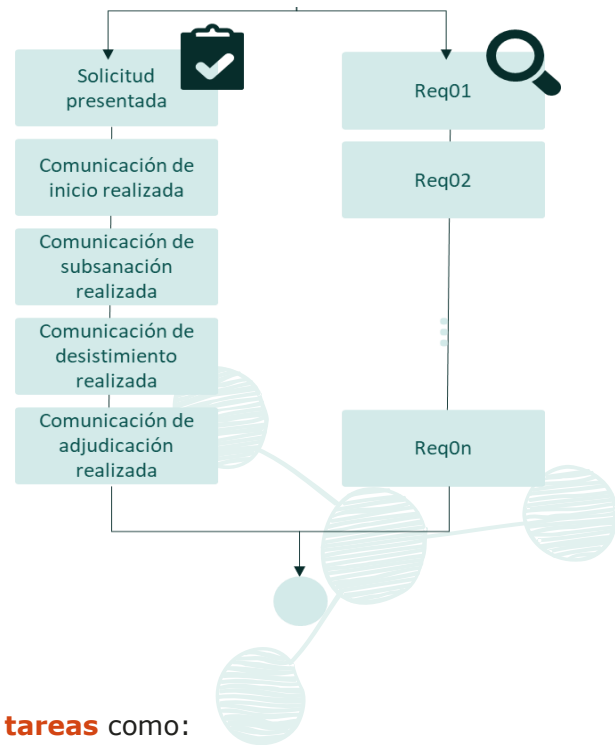 Solicitud
presentada
Comunicación de
inicio realizada
Comunicación de
subsanación
realizada
Comunicación de
desistimiento
realizada
Comunicación de
adjudicación
realizada
Req01
Req02
Req0n
tareas como: